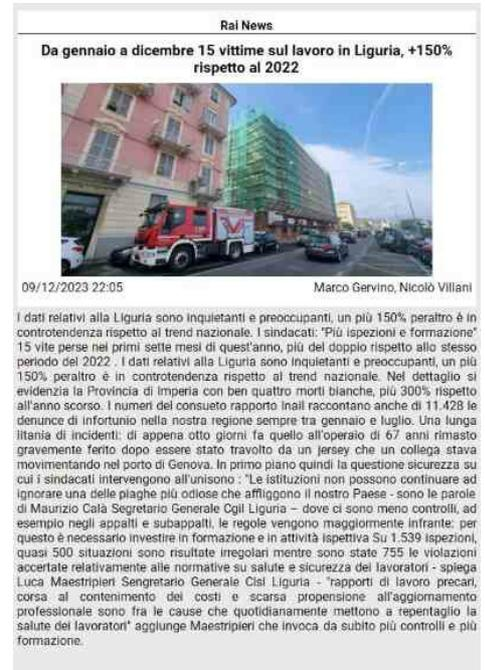 Rai News
Da gennaio a dicembre 15 vittime sul lavoro in Liguria, +150%
rispetto al 2022
09/12/2023 22:05
Marco Gervino, Nicolò Villani
I dati relativi alla Liguria sono inquietanti e preoccupanti, un più 150% peraltro è in
controtendenza rispetto al trend nazionale. I sindacati: "Più ispezioni e formazione"
15 vite perse nei primi sette mesi di quest'anno, più del doppio rispetto allo stesso
periodo del 2022 . I dati relativi alla Liguria sono inquietanti e preoccupanti, un più
150% peraltro è in controtendenza rispetto al trend nazionale. Nel dettaglio si
evidenzia la Provincia di Imperia con ben quattro morti bianche, più 300% rispetto
all'anno scorso. I numeri del consueto rapporto Inail raccontano anche di 11.428 le
denunce di infortunio nella nostra regione sempre tra gennaio e luglio. Una lunga
litania di incidenti: di appena otto giorni fa quello all'operaio di 67 anni rimasto
gravemente ferito dopo essere stato travolto da un jersey che un collega stava
movimentando nel porto di Genova. In primo piano quindi la questione sicurezza su
cui i sindacati intervengono all'unisono : "Le istituzioni non possono continuare ad
ignorare una delle piaghe più odiose che affliggono il nostro Paese - sono le parole
di Maurizio Calà Segretario Generale Cgil Liguria – dove ci sono meno controlli, ad
esempio negli appalti e subappalti, le regole vengono maggiormente infrante: per
questo è necessario investire in formazione e in attività ispettiva Su 1.539 ispezioni,
quasi 500 situazioni sono risultate irregolari mentre sono state 755 le violazioni
accertate relativamente alle normative su salute e sicurezza dei lavoratori - spiega
Luca Maestripieri Sengretario Generale Cisl Liguria - "rapporti di lavoro precari,
corsa al contenimento dei costi e scarsa propensione all'aggiornamento
professionale sono fra le cause che quotidianamente mettono a repentaglio la
salute dei lavoratori" aggiunge Maestripieri che invoca da subito più controlli e più
formazione.